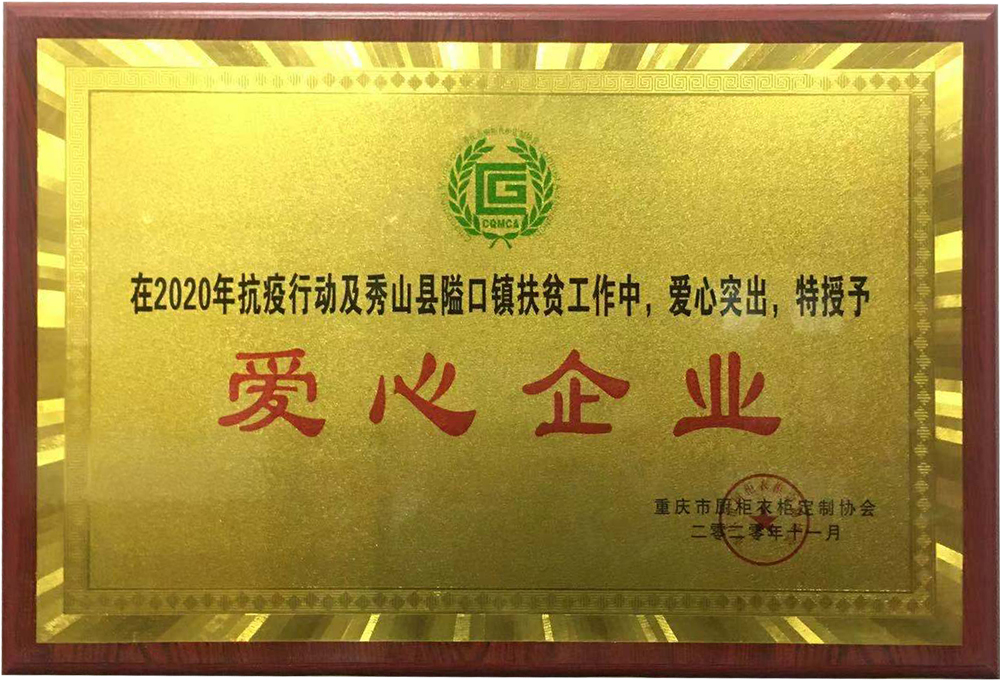 CQMCA
在2020年抗疫行动及秀山县隘口镇扶贫工作中，爱心突出，特授予
爱心企业
重庆市厨柜衣柜定制协会
二零二零年十一月